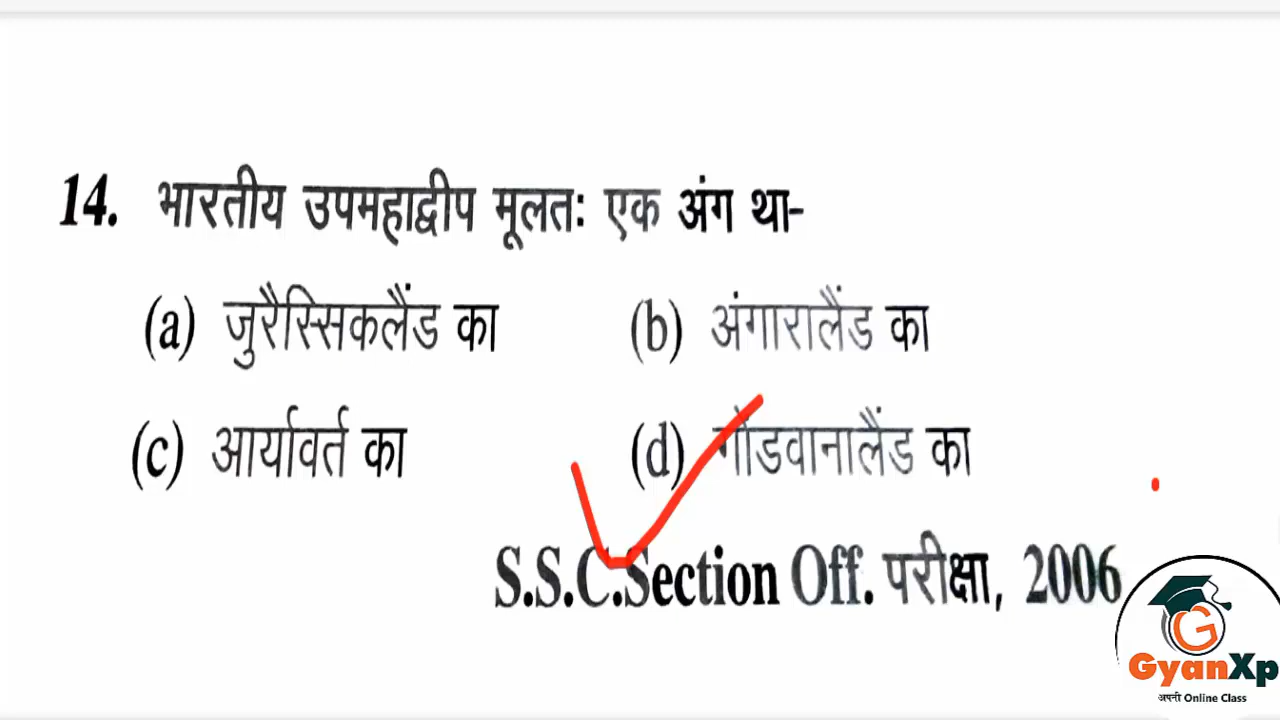 14. भारतीय उपमहाद्वीप मूलतः एक अंग था-
(a) जुरैस्सिकलैंड का (b) अंगारालैंड का
(c) आर्यावर्त का (d) गोंडवानालैंड का
S.S.C.Section Off. परीक्षा, 2006
G
GyanXp
अपनी Online Class